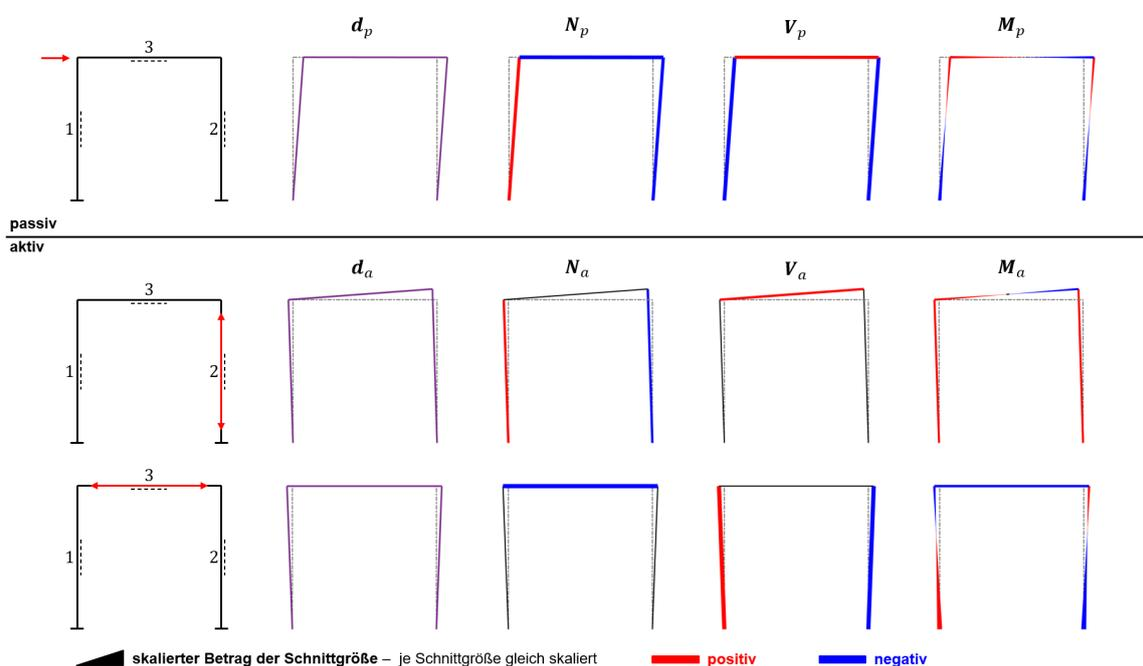 d_p N_p V_p M_p
3
1 2
passiv
aktiv
d_a N_a V_a M_a
3
1 2
3
1 2
skalierter Betrag der Schnittgröße – je Schnittgröße gleich skaliert positiv negativ